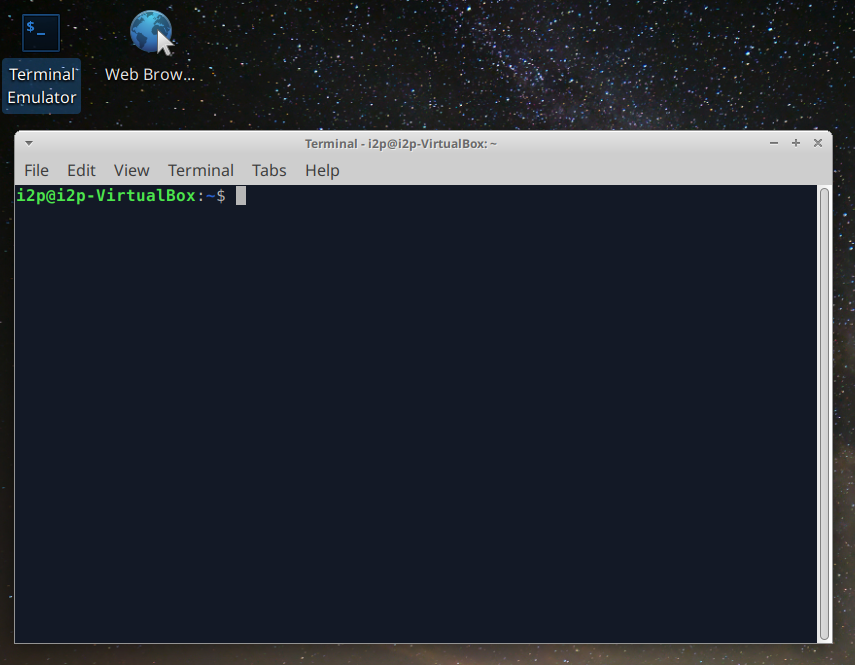 $_
Terminal
Emulator
Web Brow...
Terminal - i2p@i2p-VirtualBox: ~
File Edit View Terminal Tabs Help
i2p@i2p-VirtualBox:~$